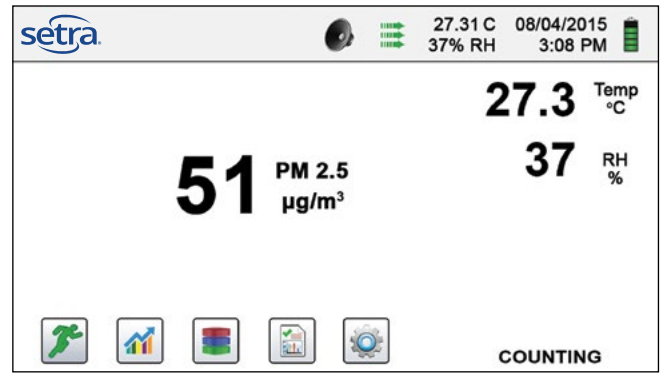 setra.
27.31 C 08/04/2015
37% RH 3:08 PM
27.3 Temp °C
51 PM 2.5 µg/m³
37 RH %
COUNTING